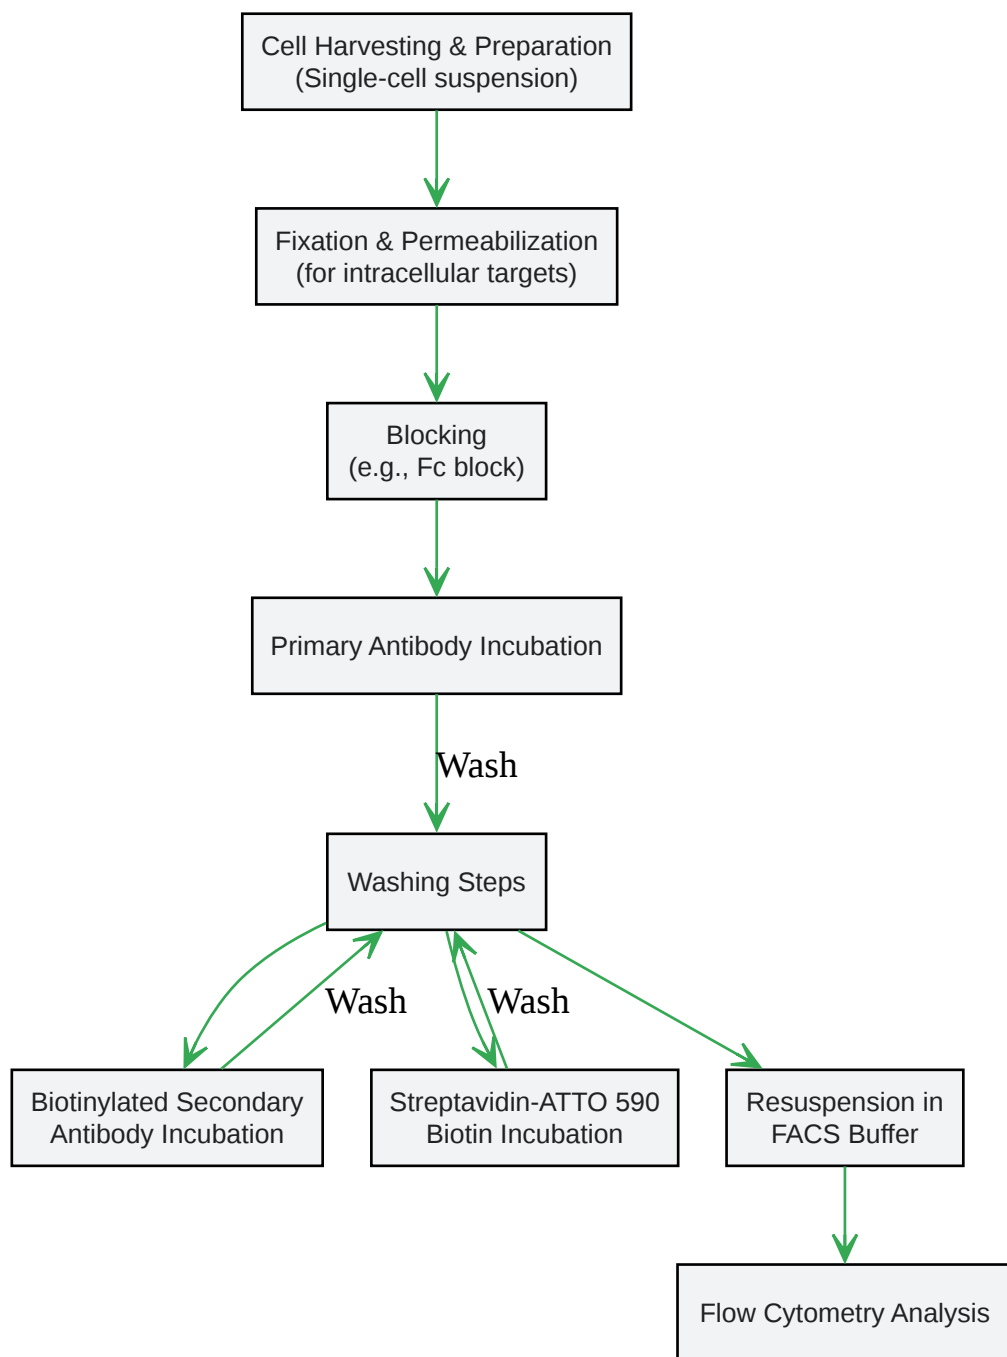 Cell Harvesting & Preparation
(Single-cell suspension)
Fixation & Permeabilization
(for intracellular targets)
Blocking
(e.g., Fc block)
Primary Antibody Incubation
Wash
Washing Steps
Wash
Wash
Biotinylated Secondary
Antibody Incubation
Streptavidin-ATTO 590
Biotin Incubation
Resuspension in
FACS Buffer
Flow Cytometry Analysis